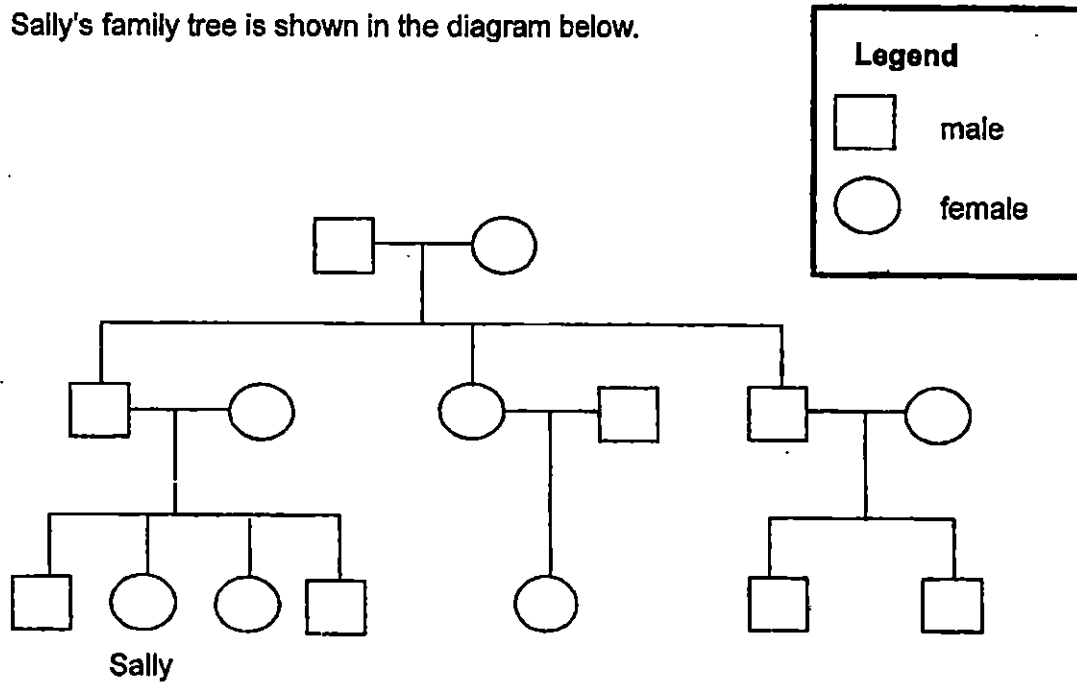 Sally's family tree is shown in the diagram below.
Legend
male
female
Sally